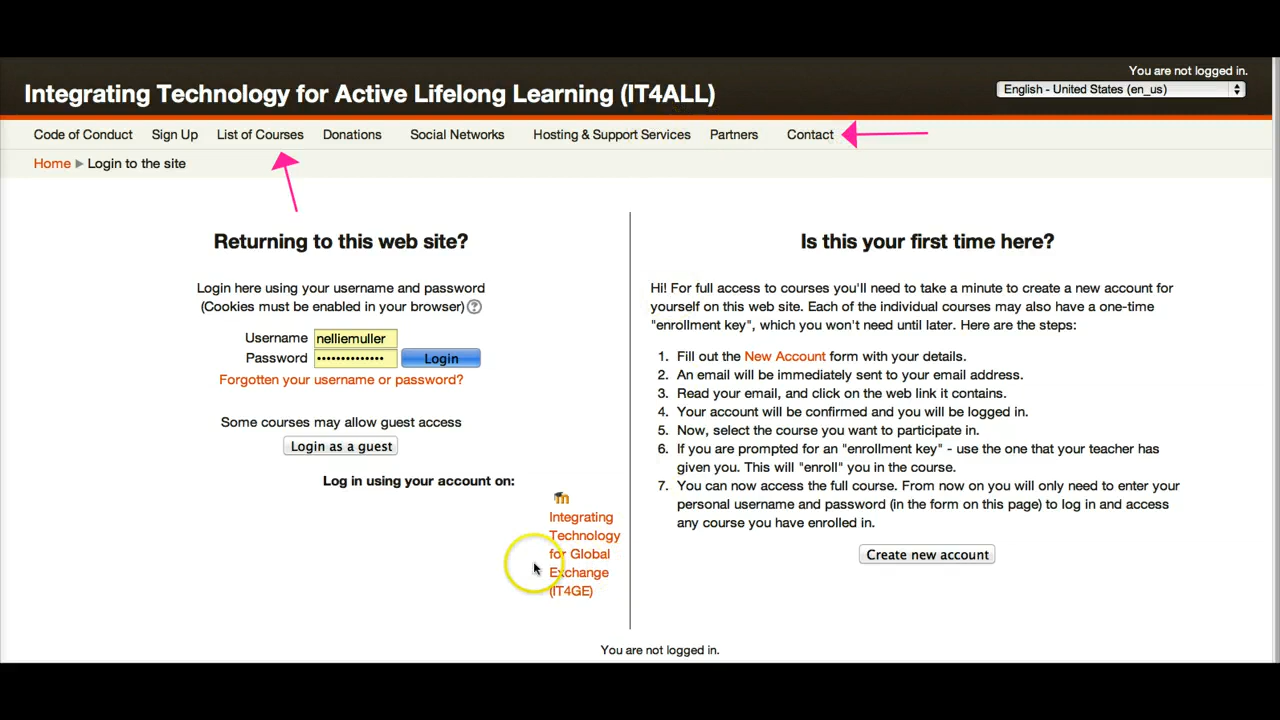 You are not logged in.
Integrating Technology for Active Lifelong Learning (IT4ALL)
English - United States (en_us)
Code of Conduct Sign Up List of Courses Donations Social Networks Hosting & Support Services Partners Contact
Home ▶ Login to the site
Returning to this web site?
Login here using your username and password
(Cookies must be enabled in your browser) ?
Username nelliemuller
Password •••••••••••••• Login
Forgotten your username or password?
Some courses may allow guest access
Login as a guest
Log in using your account on:
Integrating
Technology
for Global
Exchange
(IT4GE)
Is this your first time here?
Hi! For full access to courses you'll need to take a minute to create a new account for
yourself on this web site. Each of the individual courses may also have a one-time
"enrollment key", which you won't need until later. Here are the steps:
1. Fill out the New Account form with your details.
2. An email will be immediately sent to your email address.
3. Read your email, and click on the web link it contains.
4. Your account will be confirmed and you will be logged in.
5. Now, select the course you want to participate in.
6. If you are prompted for an "enrollment key" - use the one that your teacher has
given you. This will "enroll" you in the course.
7. You can now access the full course. From now on you will only need to enter your
personal username and password (in the form on this page) to log in and access
any course you have enrolled in.
Create new account
You are not logged in.